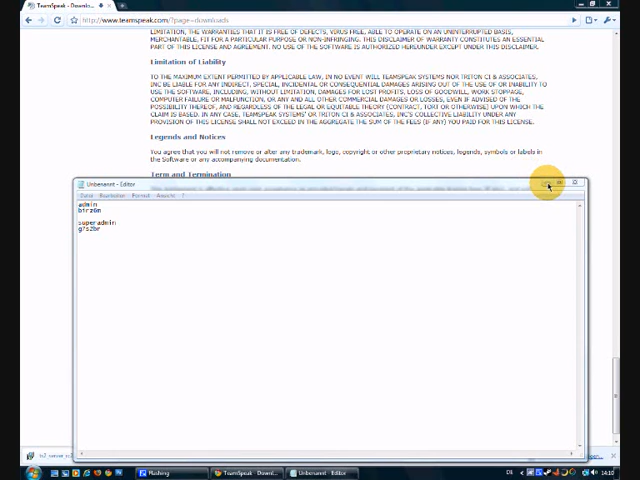 TeamSpeak - Downl...
http://www.teamspeak.com/?page=downloads
LIMITATION, THE WARRANTIES THAT IT IS FREE OF DEFECTS, VIRUS FREE, ABLE TO OPERATE ON AN UNINTERRUPTED BASIS,
MERCHANTABLE, FIT FOR A PARTICULAR PURPOSE OR NON-INFRINGING. THIS DISCLAIMER OF WARRANTY CONSTITUTES AN ESSENTIAL
PART OF THIS LICENSE AND AGREEMENT. NO USE OF THE SOFTWARE IS AUTHORIZED HEREUNDER EXCEPT UNDER THIS DISCLAIMER.
Limitation of Liability
TO THE MAXIMUM EXTENT PERMITTED BY APPLICABLE LAW, IN NO EVENT WILL TEAMSPEAK SYSTEMS NOR TRITON CI & ASSOCIATES,
INC BE LIABLE FOR ANY INDIRECT, SPECIAL, INCIDENTAL OR CONSEQUENTIAL DAMAGES ARISING OUT OF THE USE OF OR INABILITY TO
USE THE SOFTWARE, INCLUDING, WITHOUT LIMITATION, DAMAGES FOR LOST PROFITS, LOSS OF GOODWILL, WORK STOPPAGE,
COMPUTER FAILURE OR MALFUNCTION, OR ANY AND ALL OTHER COMMERCIAL DAMAGES OR LOSSES, EVEN IF ADVISED OF THE
POSSIBILITY THEREOF, AND REGARDLESS OF THE LEGAL OR EQUITABLE THEORY (CONTRACT, TORT OR OTHERWISE) UPON WHICH THE
CLAIM IS BASED. IN ANY CASE, TEAMSPEAK SYSTEMS' OR TRITON CI & ASSOCIATES, INC'S COLLECTIVE LIABILITY UNDER ANY
PROVISION OF THIS LICENSE SHALL NOT EXCEED IN THE AGGREGATE THE SUM OF THE FEES (IF ANY) YOU PAID FOR THIS LICENSE.
Legends and Notices
You agree that you will not remove or alter any trademark, logo, copyright or other proprietary notices, legends, symbols or labels in
the Software or any accompanying documentation.
Term and Termination
Unbenannt - Editor
Datei Bearbeiten Format Ansicht ?
admin
superadmin
Flashing
TeamSpeak - Downl...
Unbenannt - Editor
DE
14:10